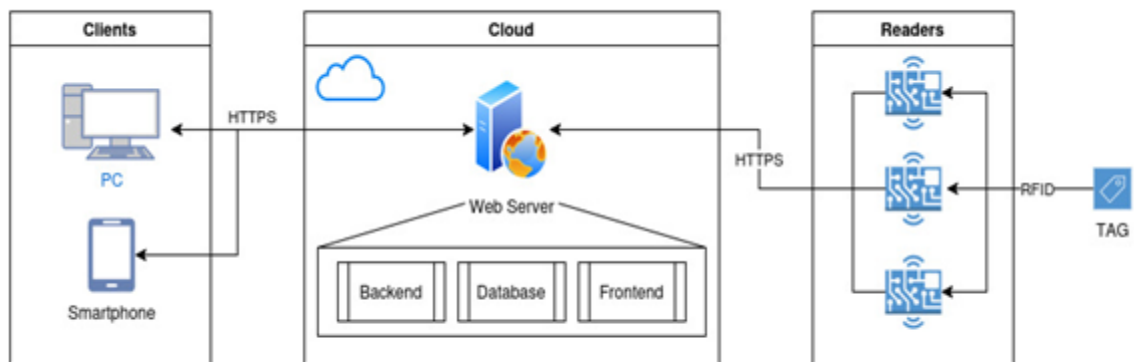 Clients
Cloud
Readers
HTTPS
PC
Smartphone
Web Server
Backend
Database
Frontend
HTTPS
RFID
TAG